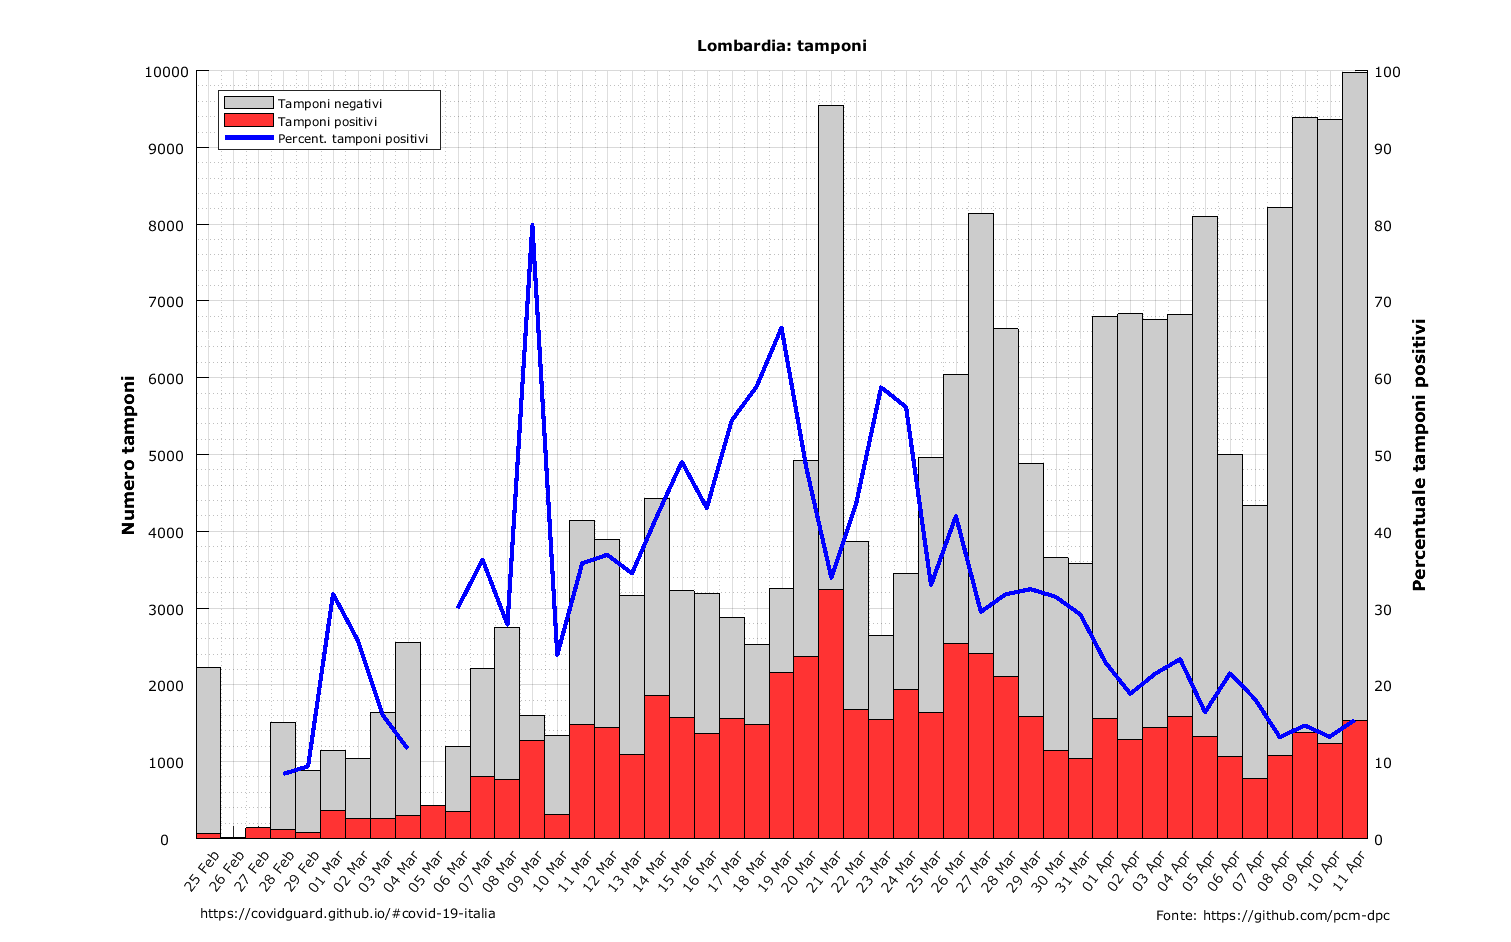 Lombardia: tamponi
Tamponi negativi
Tamponi positivi
Percent. tamponi positivi
Numero tamponi
10000
9000
8000
7000
6000
5000
4000
3000
2000
1000
0
Percentuale tamponi positivi
100
90
80
70
60
50
40
30
20
10
0
25 Feb
26 Feb
27 Feb
28 Feb
29 Feb
01 Mar
02 Mar
03 Mar
04 Mar
05 Mar
06 Mar
07 Mar
08 Mar
09 Mar
10 Mar
11 Mar
12 Mar
13 Mar
14 Mar
15 Mar
16 Mar
17 Mar
18 Mar
19 Mar
20 Mar
21 Mar
22 Mar
23 Mar
24 Mar
25 Mar
26 Mar
27 Mar
28 Mar
29 Mar
30 Mar
31 Mar
01 Apr
02 Apr
03 Apr
04 Apr
05 Apr
06 Apr
07 Apr
08 Apr
09 Apr
10 Apr
11 Apr
https://covidguard.github.io/#covid-19-italia
Fonte: https://github.com/pcm-dpc